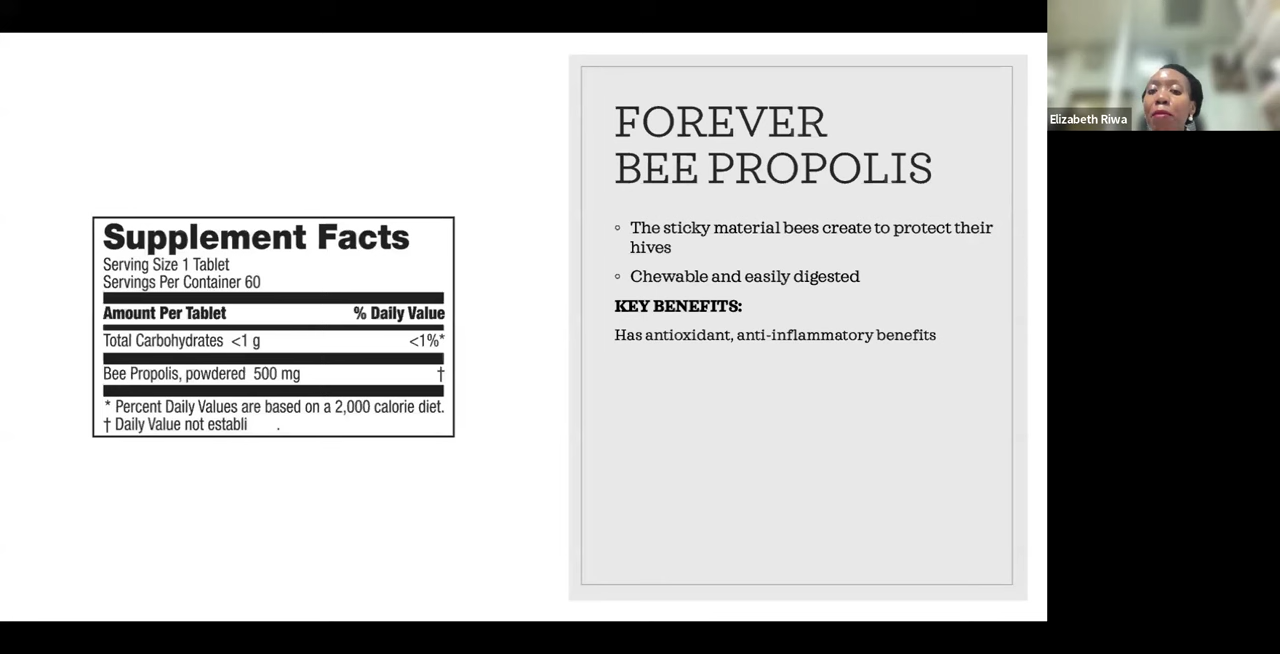 Supplement Facts
Serving Size 1 Tablet
Servings Per Container 60
Amount Per Tablet % Daily Value
Total Carbohydrates <1 g <1%*
Bee Propolis, powdered 500 mg †
* Percent Daily Values are based on a 2,000 calorie diet.
† Daily Value not establi .
FOREVER
BEE PROPOLIS
◦ The sticky material bees create to protect their
hives
◦ Chewable and easily digested
KEY BENEFITS:
Has antioxidant, anti-inflammatory benefits
Elizabeth Riwa